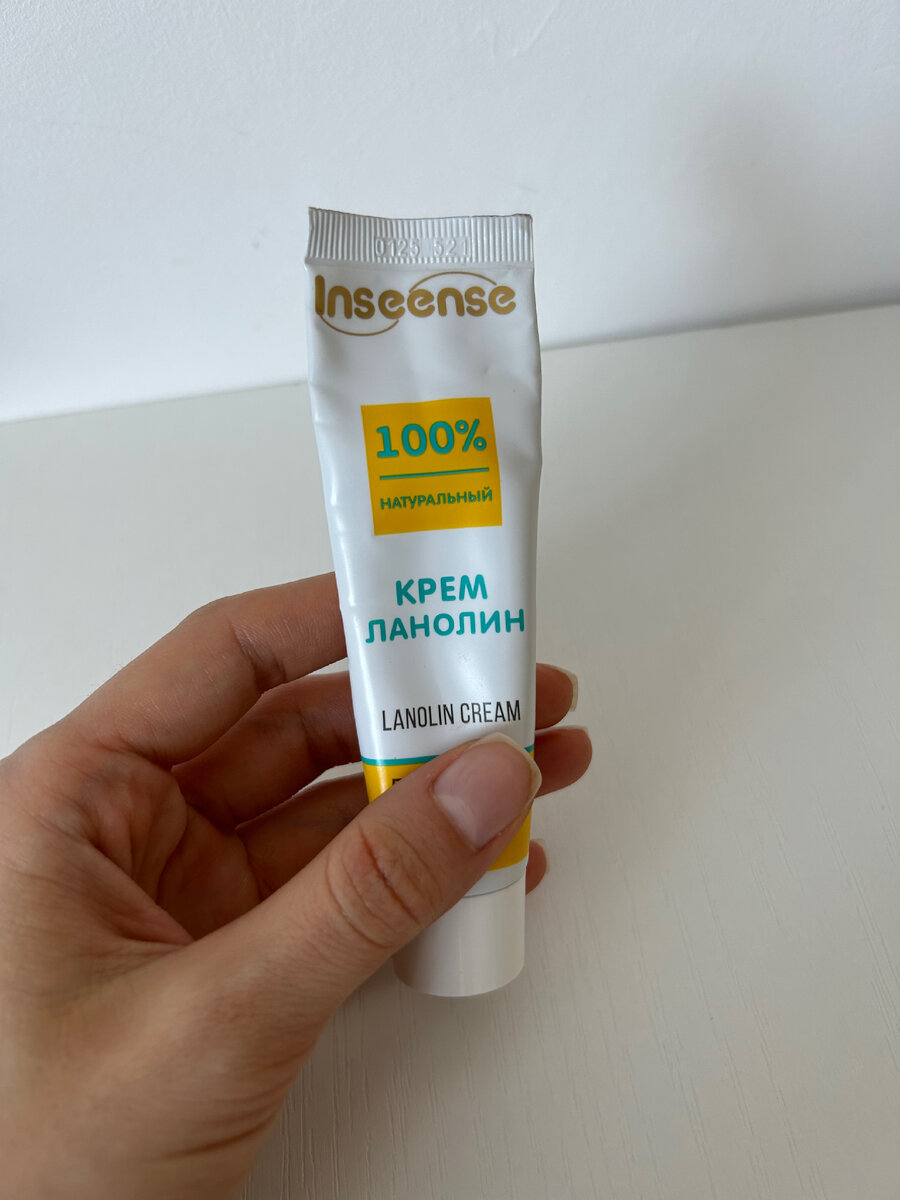 0125 521
Inseense
100%
НАТУРАЛЬНЫЙ
КРЕМ
ЛАНОЛИН
LANOLIN CREAM